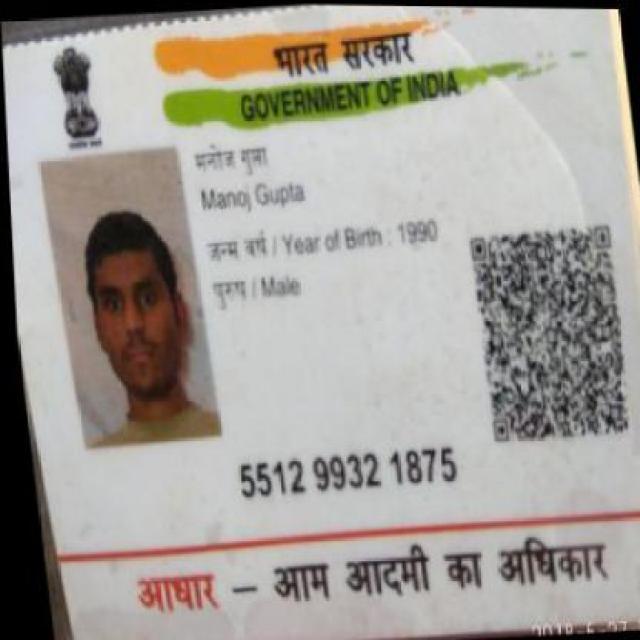 भारत सरकार
GOVERNMENT OF INDIA
मनोज गुप्ता
Manoj Gupta
जन्म वर्ष / Year of Birth : 1990
पुरुष / Male
5512 9932 1875
आधार – आम आदमी का अधिकार